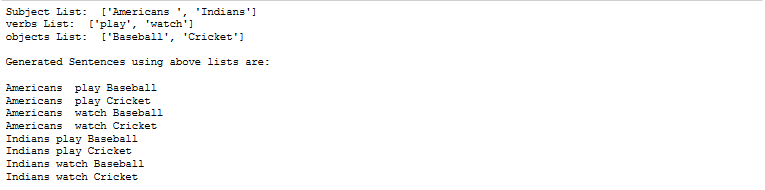 Subject List:  ['Americans ', 'Indians']
verbs List:  ['play', 'watch']
objects List:  ['Baseball', 'Cricket']
Generated Sentences using above lists are:
Americans  play Baseball
Americans  play Cricket
Americans  watch Baseball
Americans  watch Cricket
Indians play Baseball
Indians play Cricket
Indians watch Baseball
Indians watch Cricket